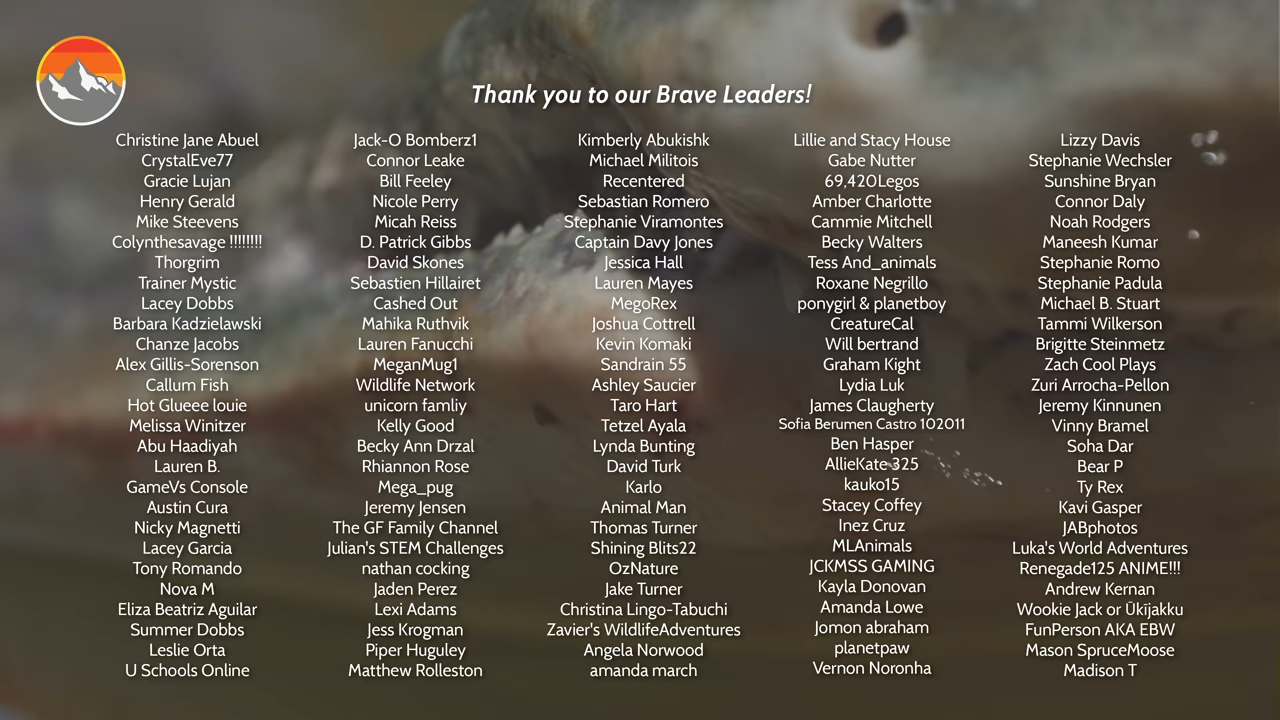 Thank you to our Brave Leaders!
Christine Jane Abuel
CrystalEve77
Gracie Lujan
Henry Gerald
Mike Steevens
Colynthesavage !!!!!!!!
Thorgrim
Trainer Mystic
Lacey Dobbs
Barbara Kadzielawski
Chanze Jacobs
Alex Gillis-Sorenson
Callum Fish
Hot Glueee louie
Melissa Winitzer
Abu Haadiyah
Lauren B.
GameVs Console
Austin Cura
Nicky Magnetti
Lacey Garcia
Tony Romando
Nova M
Eliza Beatriz Aguilar
Summer Dobbs
Leslie Orta
U Schools Online
Jack-O Bomberz1
Connor Leake
Bill Feeley
Nicole Perry
Micah Reiss
D. Patrick Gibbs
David Skones
Sebastien Hillairet
Cashed Out
Mahika Ruthvik
Lauren Fanucchi
MeganMug1
Wildlife Network
unicorn famliy
Kelly Good
Becky Ann Drzal
Rhiannon Rose
Mega_pug
Jeremy Jensen
The GF Family Channel
Julian's STEM Challenges
nathan cocking
Jaden Perez
Lexi Adams
Jess Krogman
Piper Huguley
Matthew Rolleston
Kimberly Abukishk
Michael Militois
Recentered
Sebastian Romero
Stephanie Viramontes
Captain Davy Jones
Jessica Hall
Lauren Mayes
MegoRex
Joshua Cottrell
Kevin Komaki
Sandrain 55
Ashley Saucier
Taro Hart
Tetzel Ayala
Lynda Bunting
David Turk
Karlo
Animal Man
Thomas Turner
Shining Blits22
OzNature
Jake Turner
Christina Lingo-Tabuchi
Zavier's WildlifeAdventures
Angela Norwood
amanda march
Lillie and Stacy House
Gabe Nutter
69,420Legos
Amber Charlotte
Cammie Mitchell
Becky Walters
Tess And_animals
Roxane Negrillo
ponygirl & planetboy
CreatureCal
Will bertrand
Graham Kight
Lydia Luk
James Claugherty
Sofia Berumen Castro 102011
Ben Hasper
AllieKate 325
kauko15
Stacey Coffey
Inez Cruz
MLAnimals
JCKMSS GAMING
Kayla Donovan
Amanda Lowe
Jomon abraham
planetpaw
Vernon Noronha
Lizzy Davis
Stephanie Wechsler
Sunshine Bryan
Connor Daly
Noah Rodgers
Maneesh Kumar
Stephanie Romo
Stephanie Padula
Michael B. Stuart
Tammi Wilkerson
Brigitte Steinmetz
Zach Cool Plays
Zuri Arrocha-Pellon
Jeremy Kinnunen
Vinny Bramel
Soha Dar
Bear P
Ty Rex
Kavi Gasper
JABphotos
Luka's World Adventures
Renegade125 ANIME!!!
Andrew Kernan
Wookie Jack or Ūkījakku
FunPerson AKA EBW
Mason SpruceMoose
Madison T